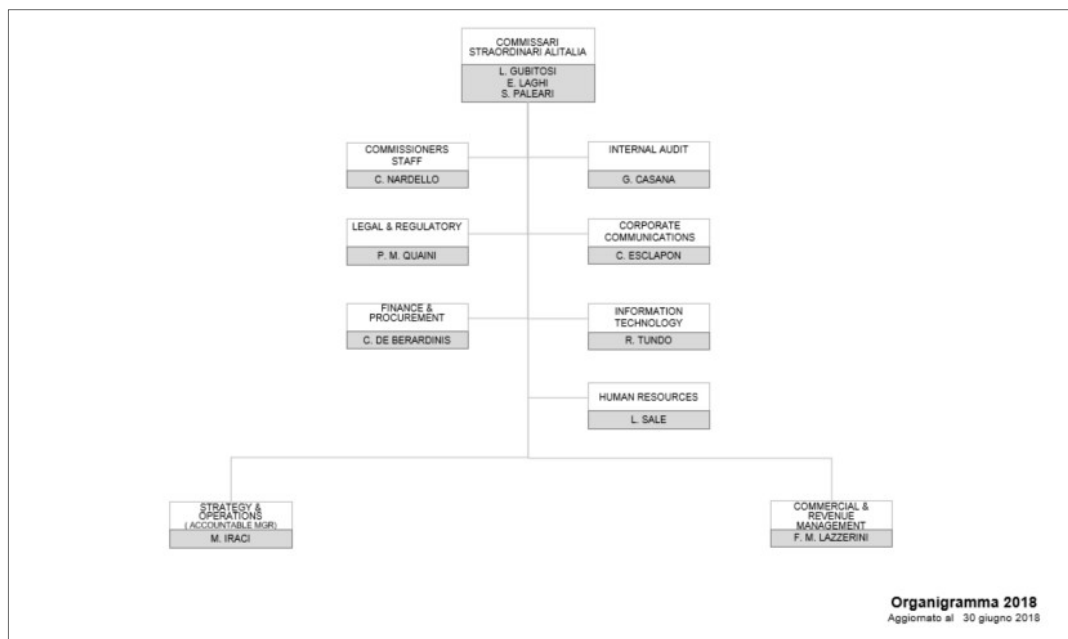 COMMISSARI
STRAORDINARI ALITALIA
L. GUBITOSI
E. LAGHI
S. PALEARI
COMMISSIONERS
STAFF
C. NARDELLO
INTERNAL AUDIT
G. CASANA
LEGAL & REGULATORY
P. M. QUAINI
CORPORATE
COMMUNICATIONS
C. ESCLAPON
FINANCE &
PROCUREMENT
C. DE BERARDINIS
INFORMATION
TECHNOLOGY
R. TUNDO
HUMAN RESOURCES
L. SALE
STRATEGY &
OPERATIONS
( ACCOUNTABLE MGR)
M. IRACI
COMMERCIAL &
REVENUE
MANAGEMENT
F. M. LAZZERINI
Organigramma 2018
Aggiornato al 30 giugno 2018